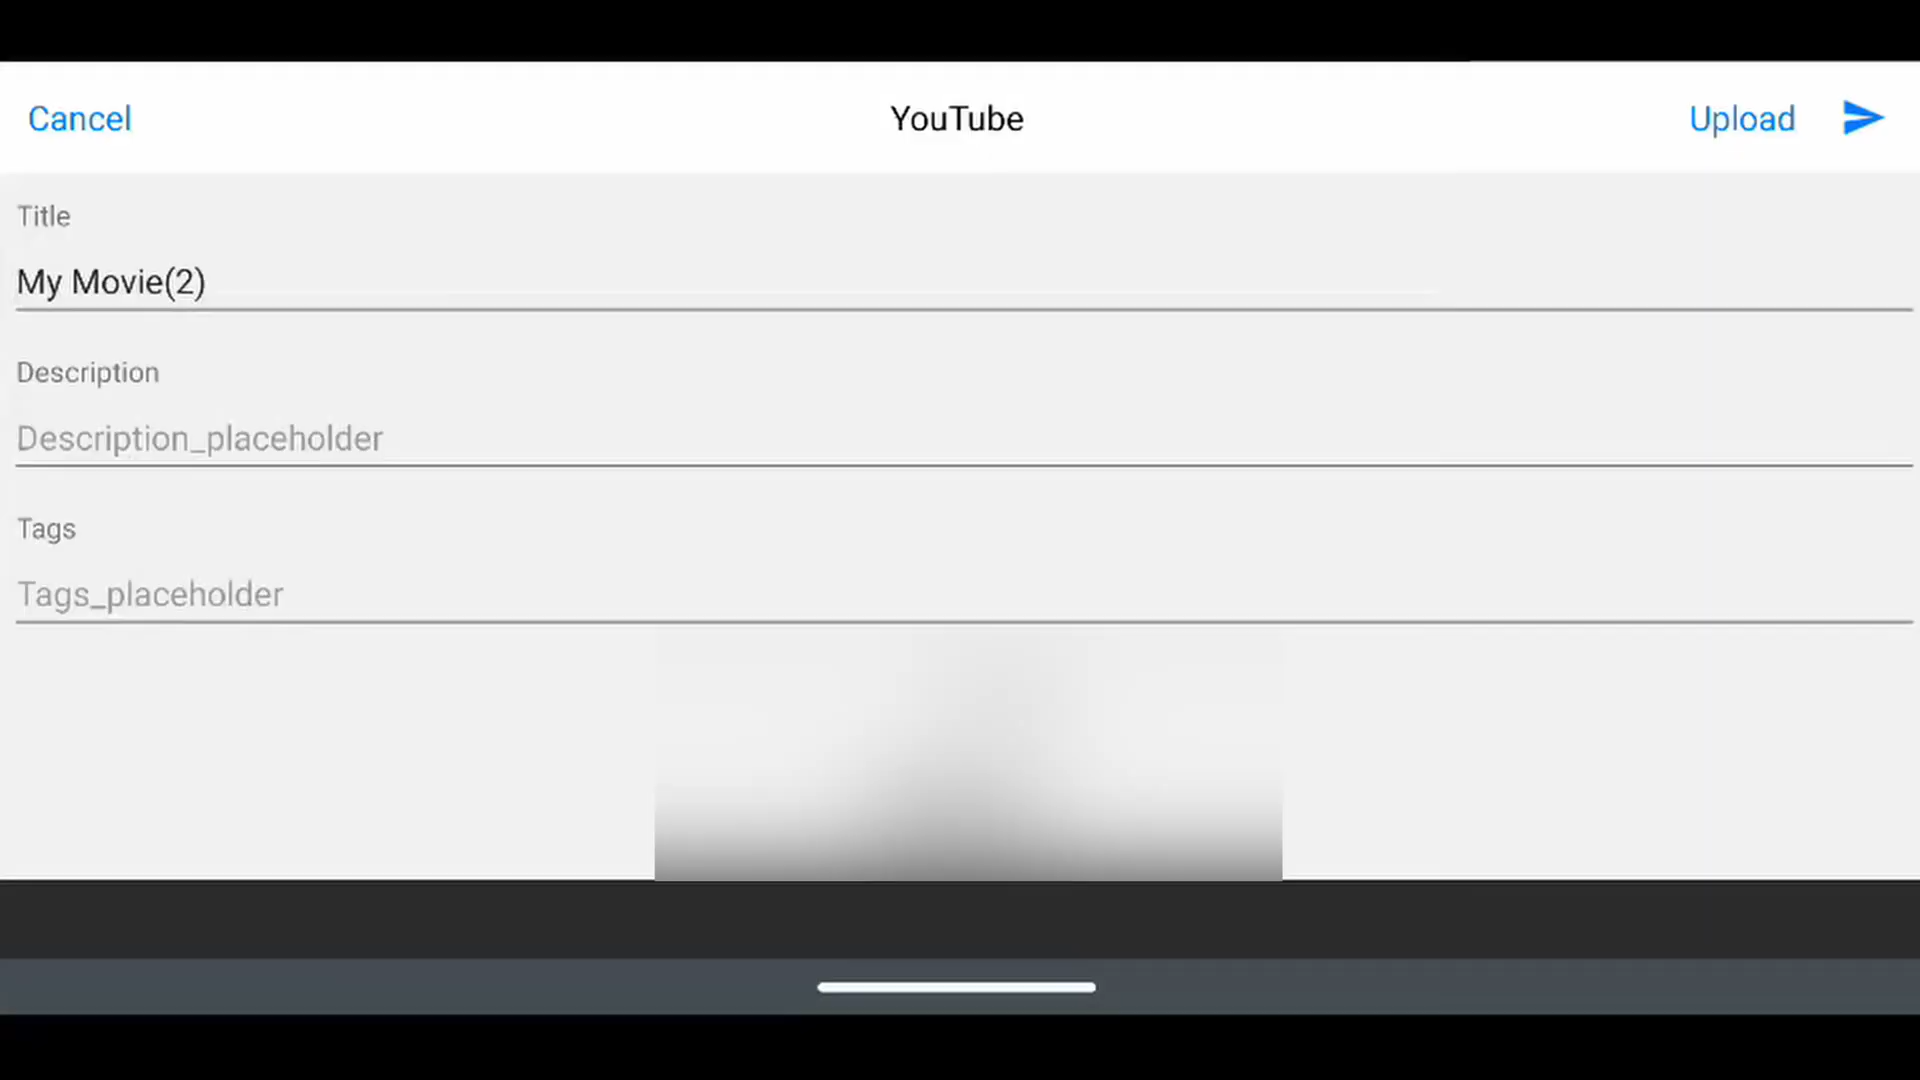 Cancel
YouTube
Upload
Title
My Movie(2)
Description
Description_placeholder
Tags
Tags_placeholder